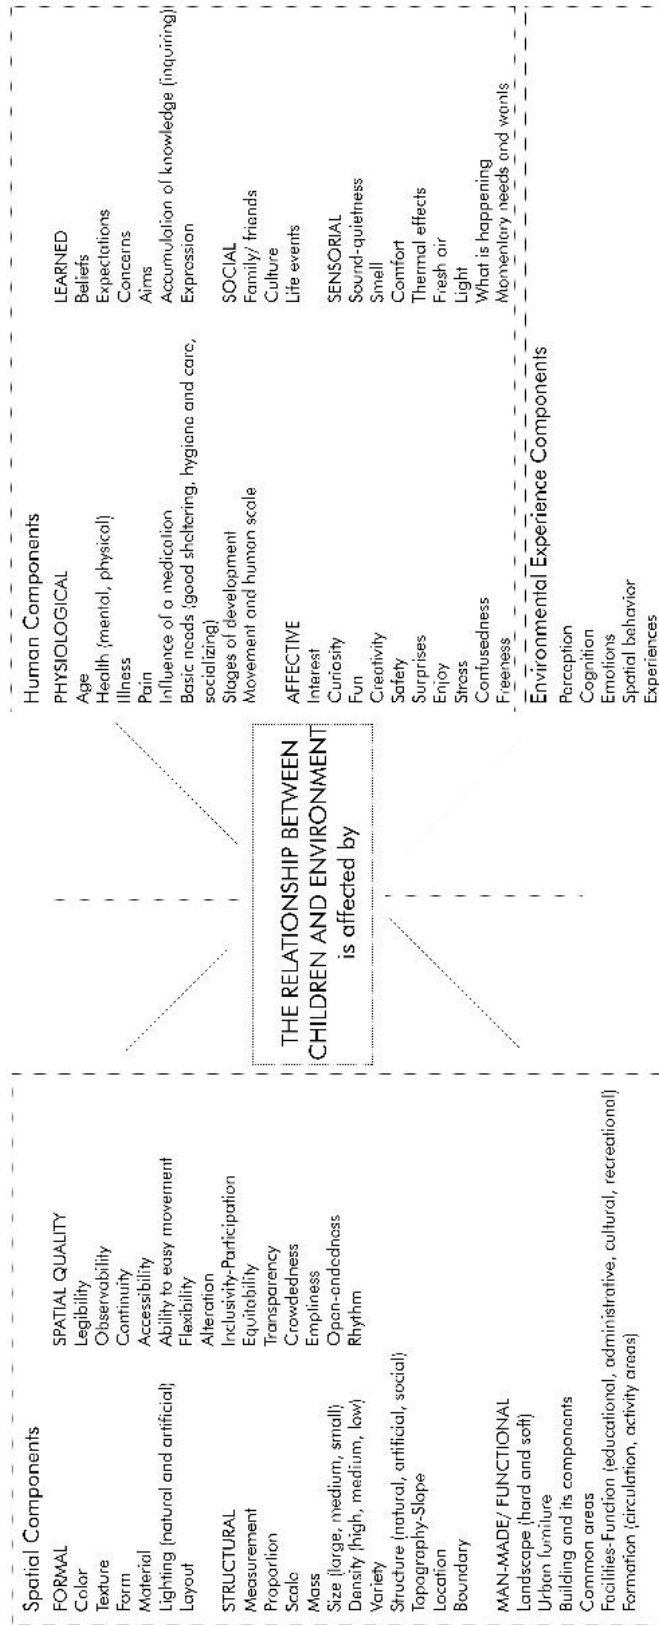 Spatial Components
FORMAL
Color
Texture
Form
Material
Lighting (natural and artificial)
Layout
STRUCTURAL
Measurement
Proportion
Scale
Mass
Size (large, medium, small)
Density (high, medium, low)
Variety
Structure (natural, artificial, social)
Topography-Slope
Location
Boundary
MAN-MADE/ FUNCTIONAL
Landscape (hard and soft)
Urban furniture
Building and its components
Common areas
Facilities-Function (educational, administrative, cultural, recreational)
Formation (circulation, activity areas)
SPATIAL QUALITY
Legibility
Observability
Continuity
Accessibility
Ability to easy movement
Flexibility
Alteration
Inclusivity-Participation
Equitability
Transparency
Crowdedness
Empliness
Open-endedness
Rhythm
THE RELATIONSHIP BETWEEN
CHILDREN AND ENVIRONMENT
is affected by
Human Components
PHYSIOLOGICAL
Age
Health (mental, physical)
Illness
Pain
Influence of a medication
Basic needs (good sheltering, hygiene and care,
socializing)
Stages of development
Movement and human scale
AFFECTIVE
Interest
Curiosity
Fun
Creativity
Safety
Surprises
Enjoy
Stress
Confusedness
Freeness
LEARNED
Beliefs
Expectations
Concerns
Aims
Accumulation of knowledge (inquiring)
Expression
SOCIAL
Family/ friends
Culture
Life events
SENSORIAL
Sound-quietness
Smell
Comfort
Thermal effects
Fresh air
Light
What is happening
Momentary needs and wants
Environmental Experience Components
Perception
Cognition
Emotions
Spatial behavior
Experiences